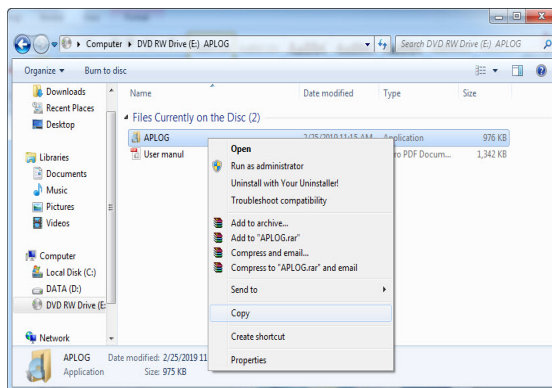 Computer ▸ DVD RW Drive (E:) APLOG
Search DVD RW Drive (E:) APLOG
Organize Burn to disc
Downloads
Recent Places
Desktop
Libraries
Documents
Music
Pictures
Videos
Computer
Local Disk (C:)
DATA (D:)
DVD RW Drive (E:
Network
Name Date modified Type Size
Files Currently on the Disc (2)
APLOG 2/25/2019 11:15 AM Application 976 KB
User manul ro PDF Docum... 1,342 KB
Open
Run as administrator
Uninstall with Your Uninstaller!
Troubleshoot compatibility
Add to archive...
Add to "APLOG.rar"
Compress and email...
Compress to "APLOG.rar" and email
Send to
Copy
Create shortcut
Properties
APLOG Date modified: 2/25/2019 11
Application Size: 975 KB